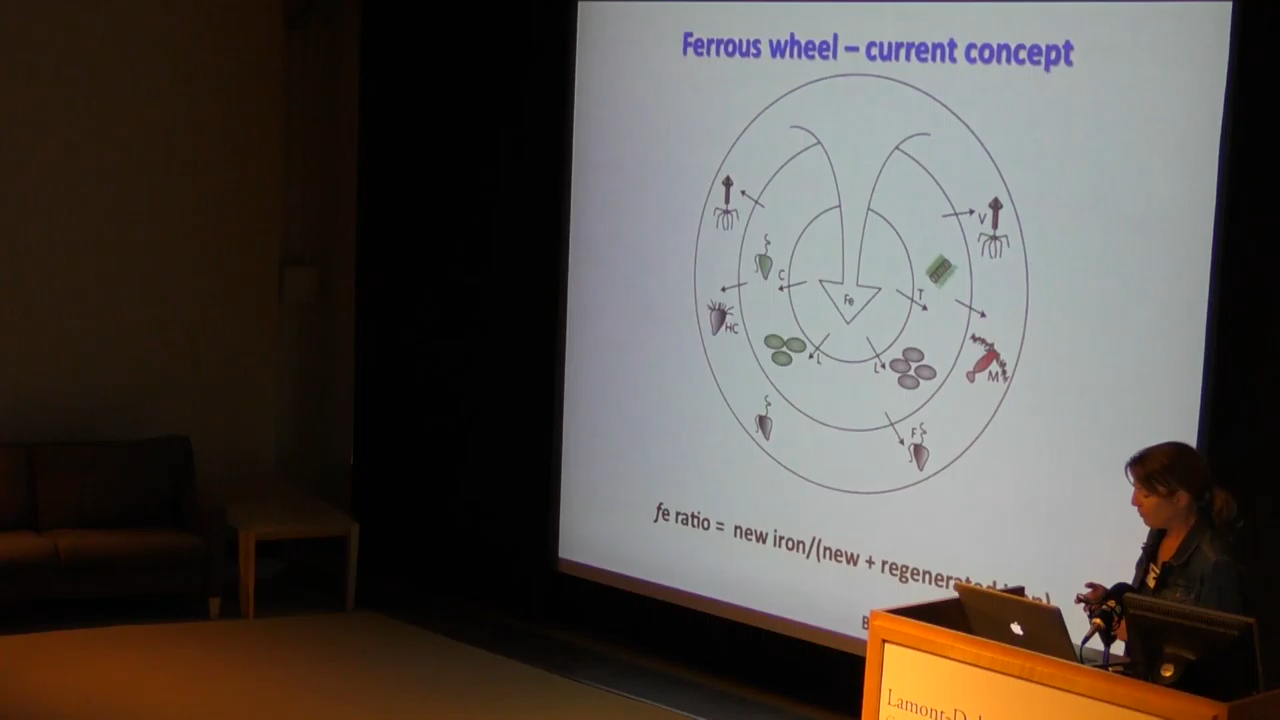 Ferrous wheel – current concept
V
C
Fe
T
HC
L
L
M
F
fe ratio = new iron/(new + regenerated
B
Lamont-D